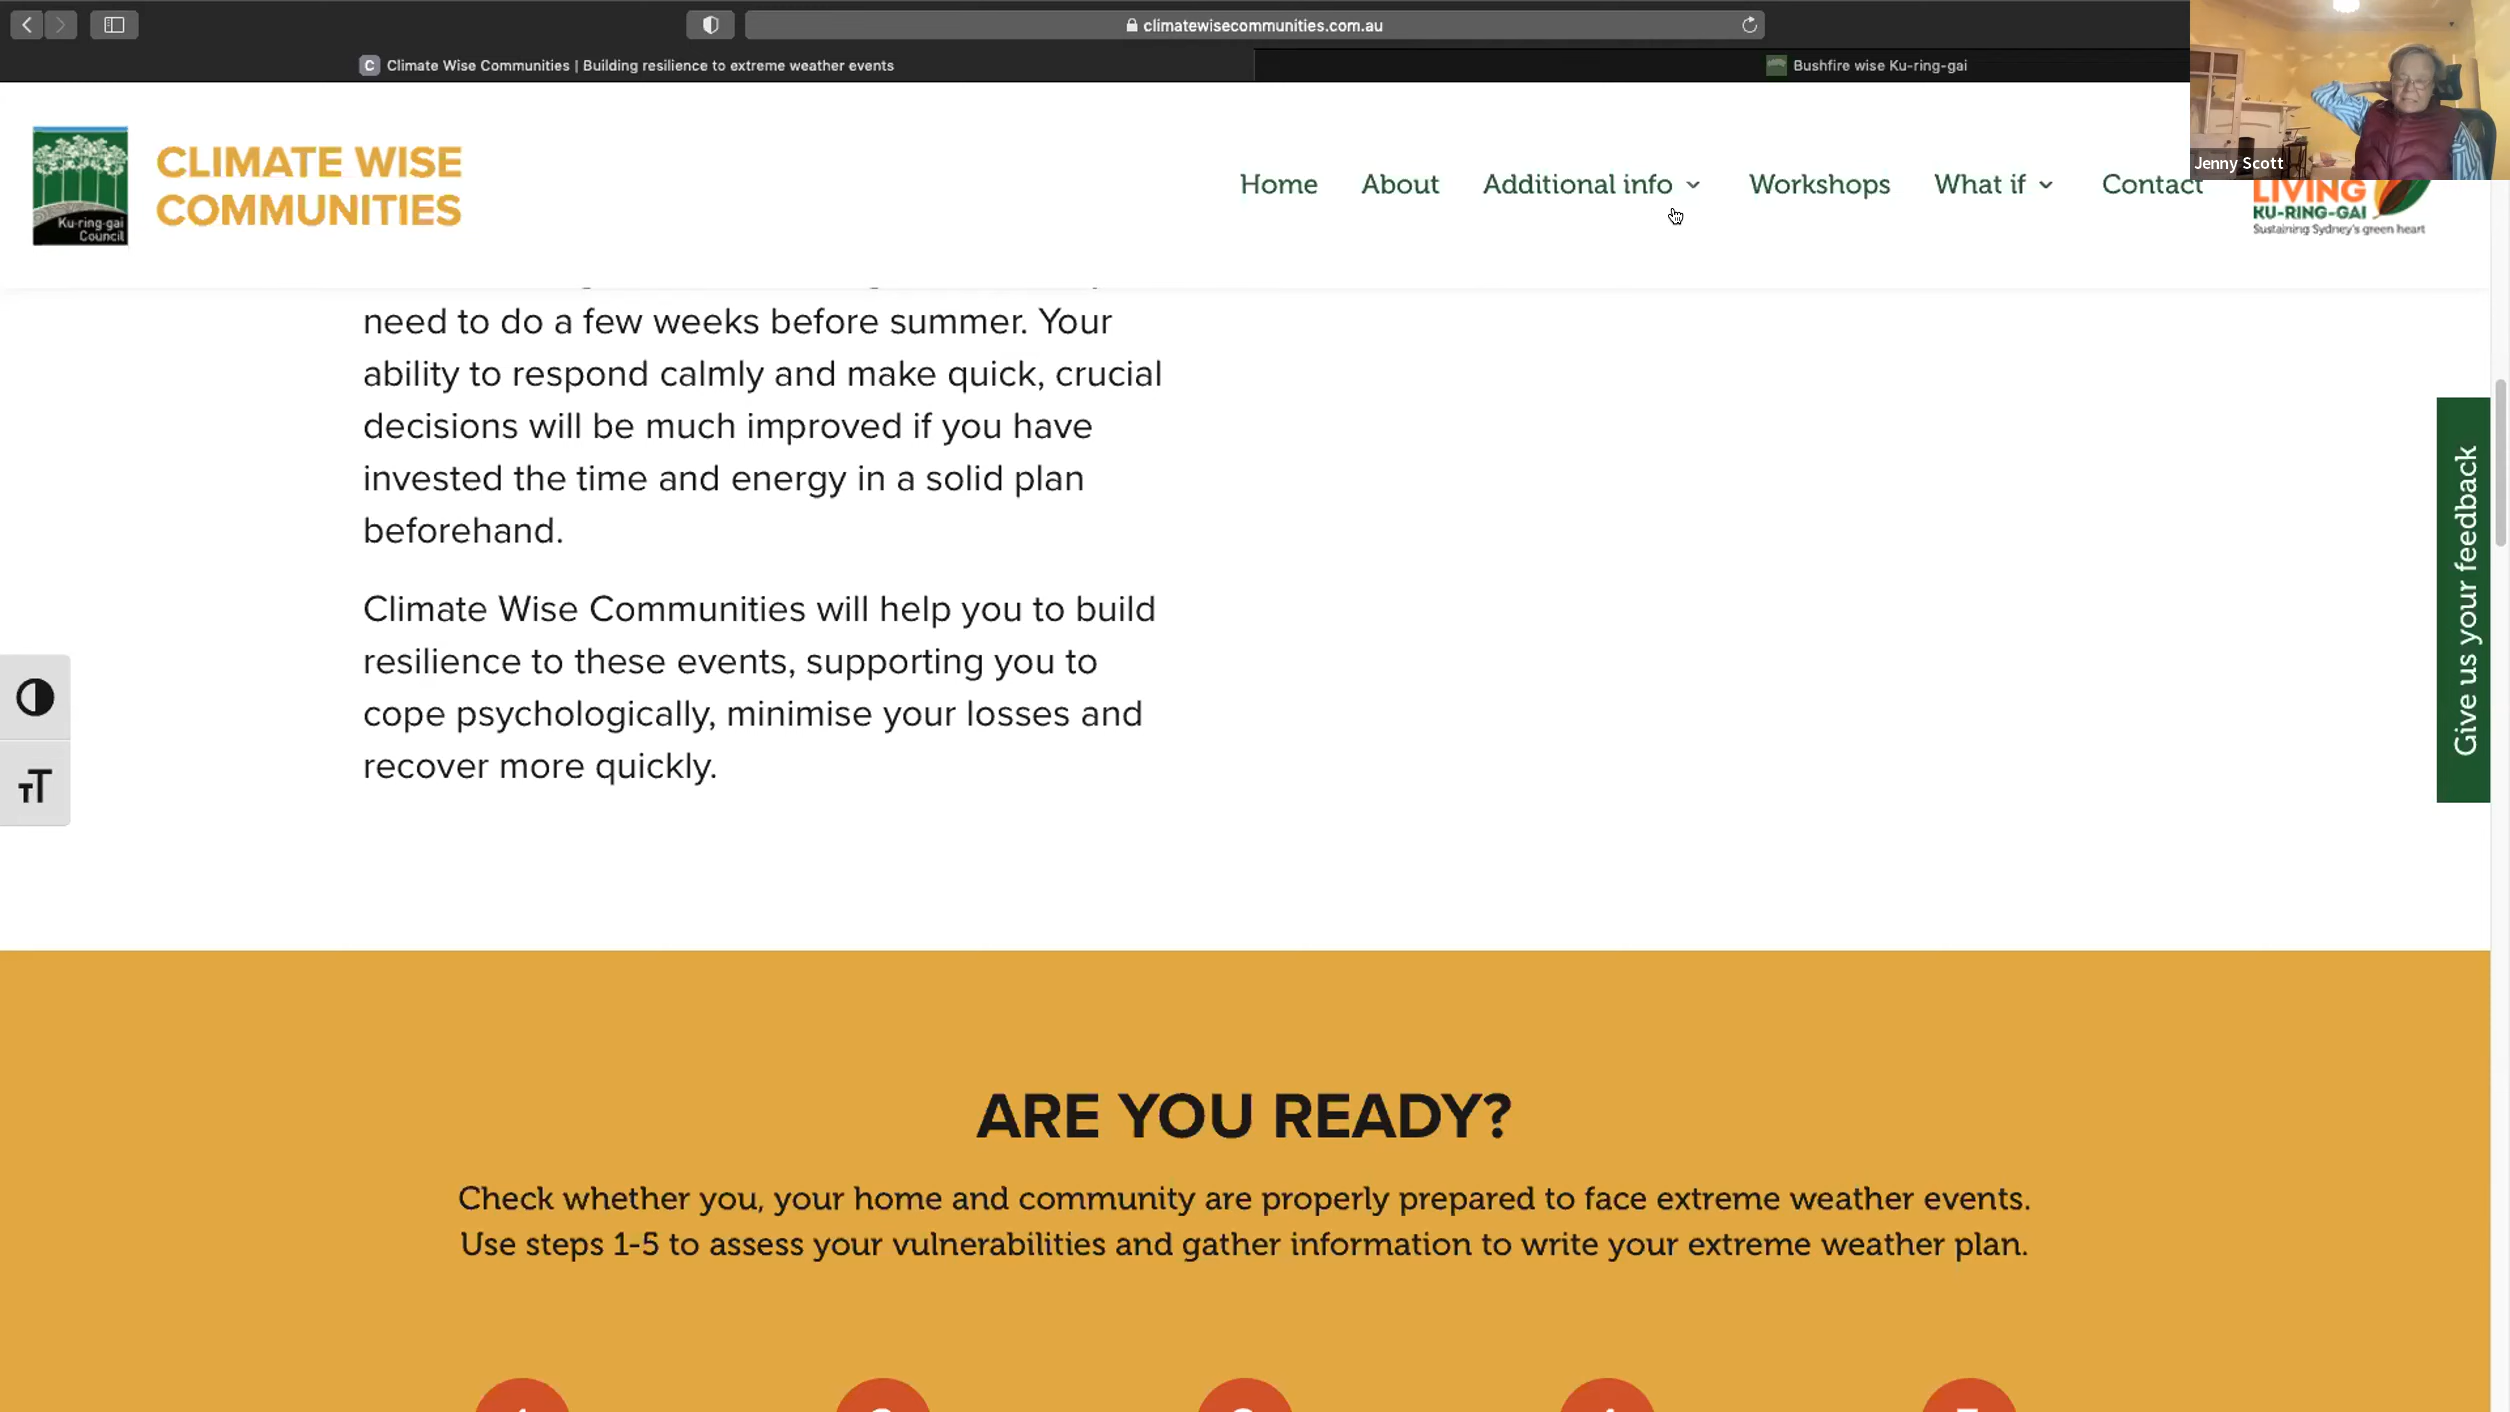 climatewisecommunities.com.au
C Climate Wise Communities | Building resilience to extreme weather events
Bushfire wise Ku-ring-gai
Jenny Scott
Ku-ring-gai
Council
CLIMATE WISE
COMMUNITIES
Home
About
Additional info
Workshops
What if
Contact
LIVING
KU-RING-GAI
Sustaining Sydney's green heart
need to do a few weeks before summer. Your
ability to respond calmly and make quick, crucial
decisions will be much improved if you have
invested the time and energy in a solid plan
beforehand.
Climate Wise Communities will help you to build
resilience to these events, supporting you to
cope psychologically, minimise your losses and
recover more quickly.
TT
Give us your feedback
ARE YOU READY?
Check whether you, your home and community are properly prepared to face extreme weather events.
Use steps 1-5 to assess your vulnerabilities and gather information to write your extreme weather plan.